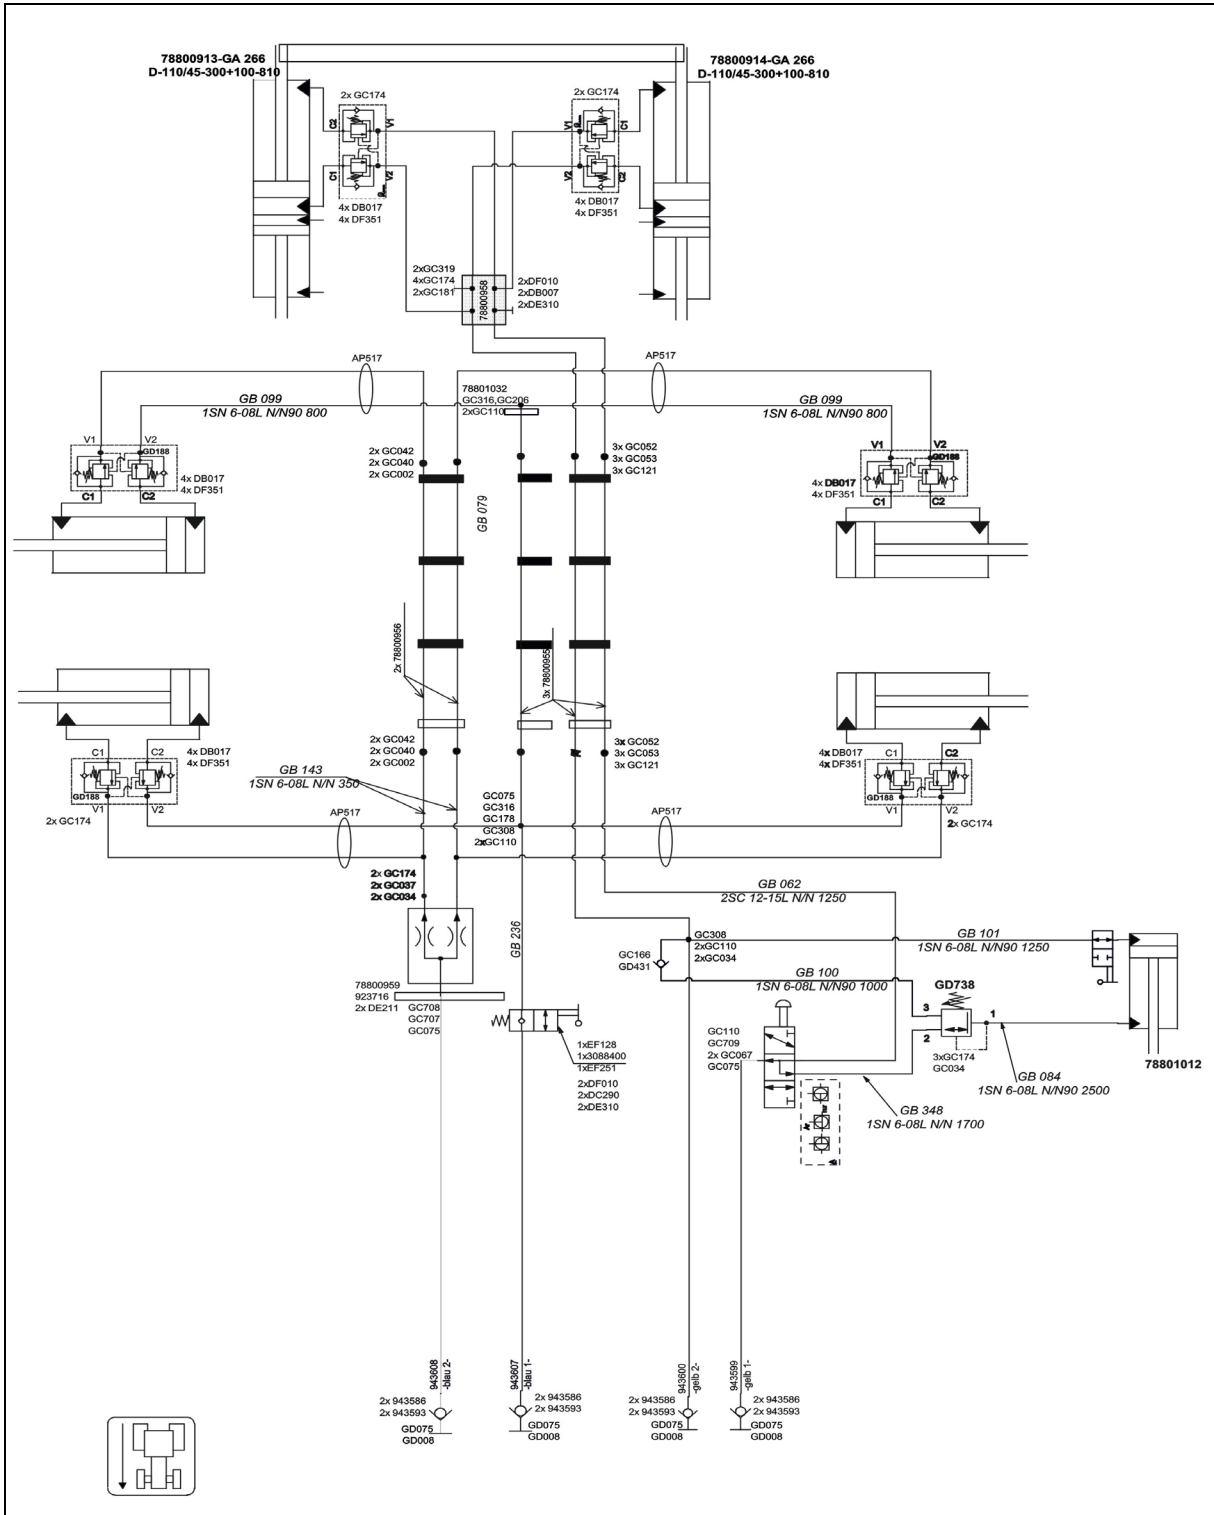 78800913-GA 266
D-110/45-300+100-810
78800914-GA 266
D-110/45-300+100-810
2x GC174
2x GC174
C2
V1
C1
V2
V1
C1
V2
C2
4x DB017
4x DF351
4x DB017
4x DF351
2xGC319
4xGC174
2xGC181
78800958
2xDF010
2xDB007
2xDE310
AP517
AP517
GB 099
1SN 6-08L N/N90 800
78801032
GC316,GC206
2xGC110
GB 099
1SN 6-08L N/N90 800
V1
V2
GD188
C1
C2
4x DB017
4x DF351
2x GC042
2x GC040
2x GC002
GB 079
3x GC052
3x GC053
3x GC121
V1
V2
GD188
4x DB017
4x DF351
C1
C2
2x 78800956
3x 78800955
C1
C2
4x DB017
4x DF351
GD188
V1
V2
2x GC174
2x GC042
2x GC040
2x GC002
3x GC052
3x GC053
3x GC121
4x DB017
4x DF351
C1
C2
GD188
V1
V2
2x GC174
GB 143
1SN 6-08L N/N 350
GC075
GC316
GC178
GC308
2xGC110
AP517
AP517
2x GC174
2x GC037
2x GC034
GB 062
2SC 12-15L N/N 1250
GB 236
GC308
2xGC110
2xGC034
GC166
GD431
GB 101
1SN 6-08L N/N90 1250
GB 100
1SN 6-08L N/N90 1000
GD738
3
2
1
78800959
923716
2x DE211
GC708
GC707
GC075
1xEF128
1x3088400
1xEF251
2xDF010
2xDC290
2xDE310
GC110
GC709
2x GC067
GC075
3xGC174
GC034
GB 084
1SN 6-08L N/N90 2500
78801012
GB 348
1SN 6-08L N/N 1700
943608
-blau 2-
943607
-blau 1-
943600
-gelb 2-
943599
-gelb 1-
2x 943586
2x 943593
GD075
GD008
2x 943586
2x 943593
GD075
GD008
2x 943586
2x 943593
GD075
GD008
2x 943586
2x 943593
GD075
GD008